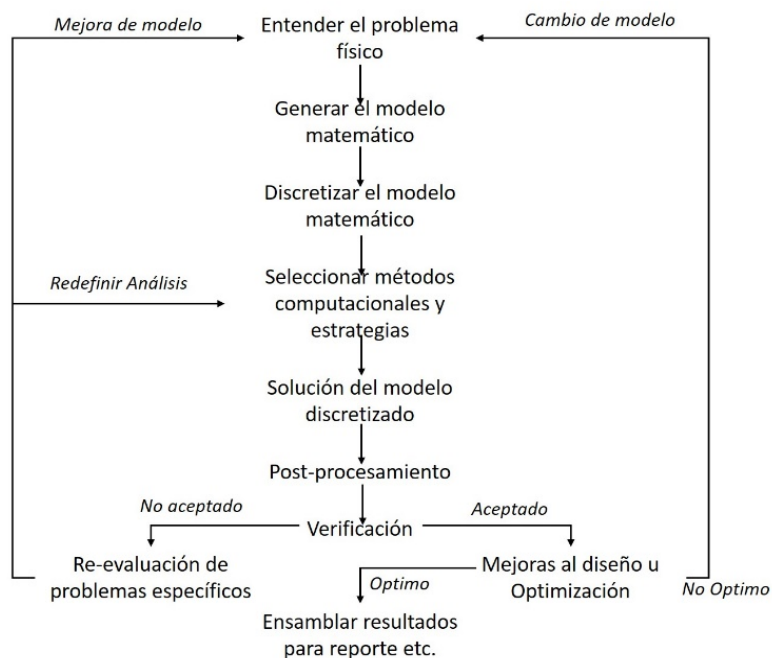 Mejora de modelo
Entender el problema
físico
Cambio de modelo
Generar el modelo
matemático
Discretizar el modelo
matemático
Redefinir Análisis
Seleccionar métodos
computacionales y
estrategias
Solución del modelo
discretizado
Post-procesamiento
No aceptado
Verificación
Aceptado
Re-evaluación de
problemas específicos
Mejoras al diseño u
Optimización
Optimo
No Optimo
Ensamblar resultados
para reporte etc.